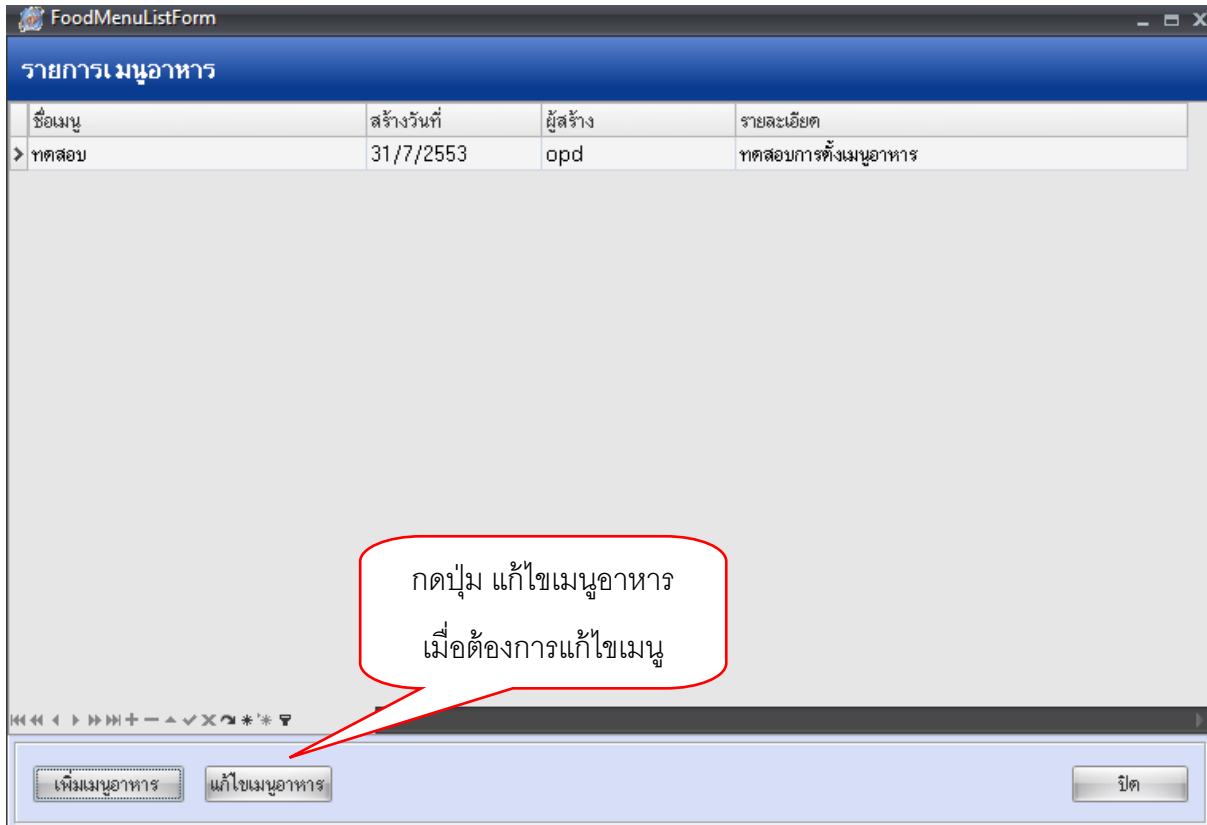 FoodMenuListForm
รายการเมนูอาหาร
ชื่อเมนู สร้างวันที่ ผู้สร้าง รายละเอียด
ทดสอบ 31/7/2553 opd ทดสอบการตั้งเมนูอาหาร
กดปุ่ม แก้ไขเมนูอาหาร
เมื่อต้องการแก้ไขเมนู
เพิ่มเมนูอาหาร แก้ไขเมนูอาหาร ปิด